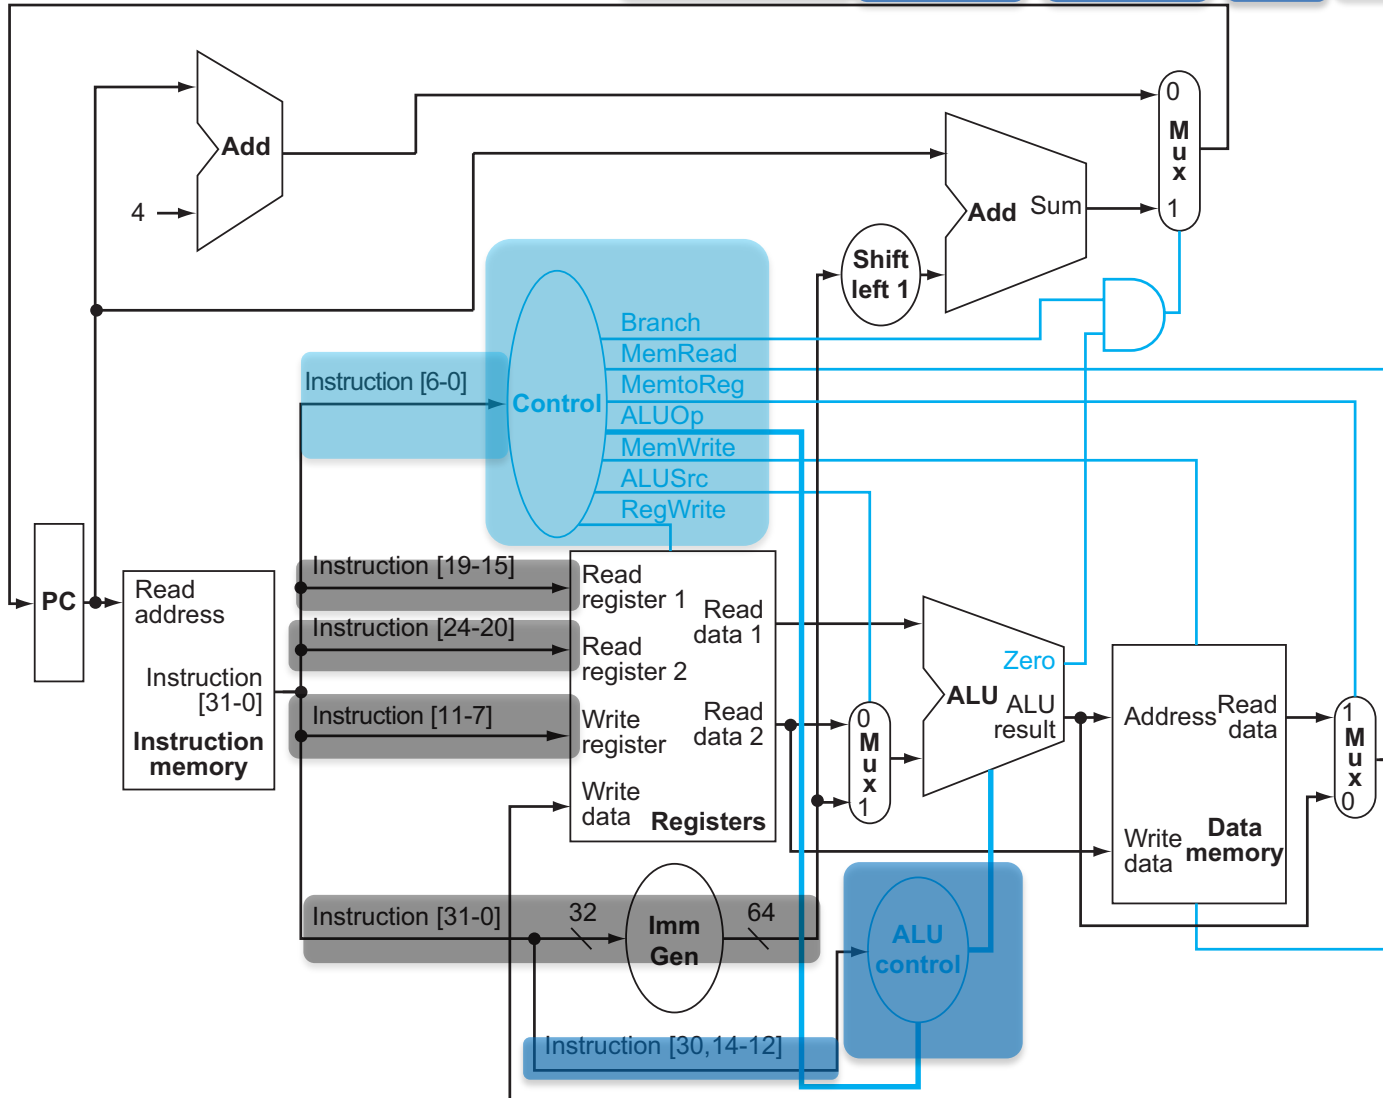 0
M
u
x
1
Add
4
Add Sum
Shift
left 1
Branch
MemRead
MemtoReg
ALUOp
MemWrite
ALUSrc
RegWrite
Instruction [6-0]
Control
PC
Read
address
Instruction
[31-0]
Instruction
memory
Instruction [19-15]
Instruction [24-20]
Instruction [11-7]
Read
register 1
Read
register 2
Write
register
Write
data
Read
data 1
Read
data 2
Registers
0
M
u
x
1
Zero
ALU
ALU
result
Address
Read
data
Write
data
Data
memory
1
M
u
x
0
Instruction [31-0]
32
Imm
Gen
64
ALU
control
Instruction [30,14-12]